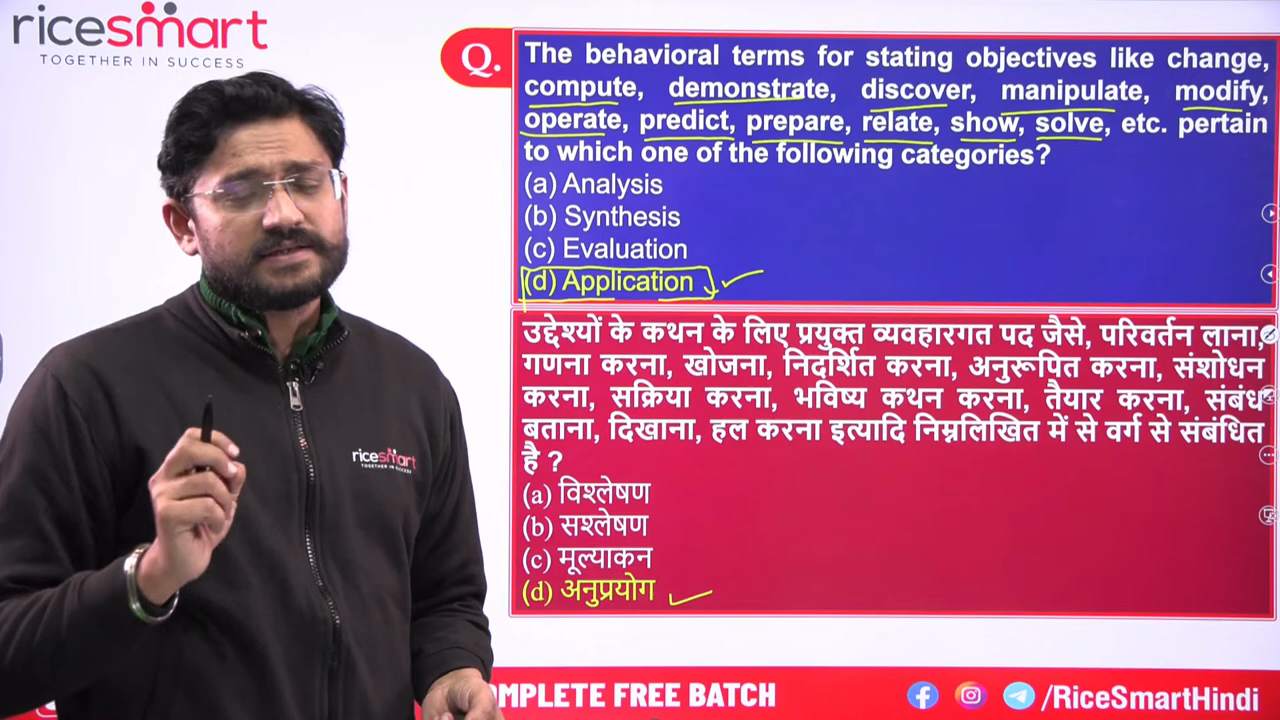 ricesmart
TOGETHER IN SUCCESS
Q.
The behavioral terms for stating objectives like change,
compute, demonstrate, discover, manipulate, modify,
operate, predict, prepare, relate, show, solve, etc. pertain
to which one of the following categories?
(a) Analysis
(b) Synthesis
(c) Evaluation
(d) Application
उद्देश्यों के कथन के लिए प्रयुक्त व्यवहारगत पद जैसे, परिवर्तन लाना,
गणना करना, खोजना, निदर्शित करना, अनुरूपित करना, संशोधन
करना, सक्रिया करना, भविष्य कथन करना, तैयार करना, संबंध
बताना, दिखाना, हल करना इत्यादि निम्नलिखित में से वर्ग से संबंधित
है ?
(a) विश्लेषण
(b) सश्लेषण
(c) मूल्याकन
(d) अनुप्रयोग
ricesmart
TOGETHER IN SUCCESS
OMPLETE FREE BATCH
/RiceSmartHindi